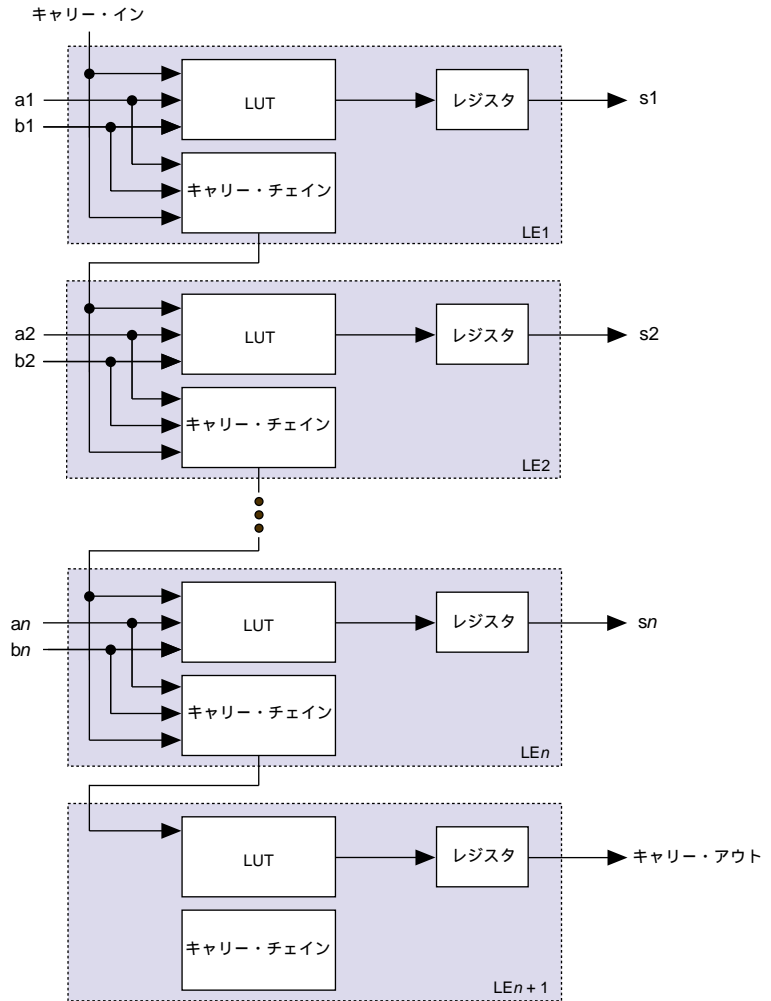 キャリー・イン
a1
b1
LUT
レジスタ
s1
キャリー・チェイン
LE1
a2
b2
LUT
レジスタ
s2
キャリー・チェイン
LE2
an
bn
LUT
レジスタ
sn
キャリー・チェイン
LEn
LUT
レジスタ
キャリー・アウト
キャリー・チェイン
LEn + 1